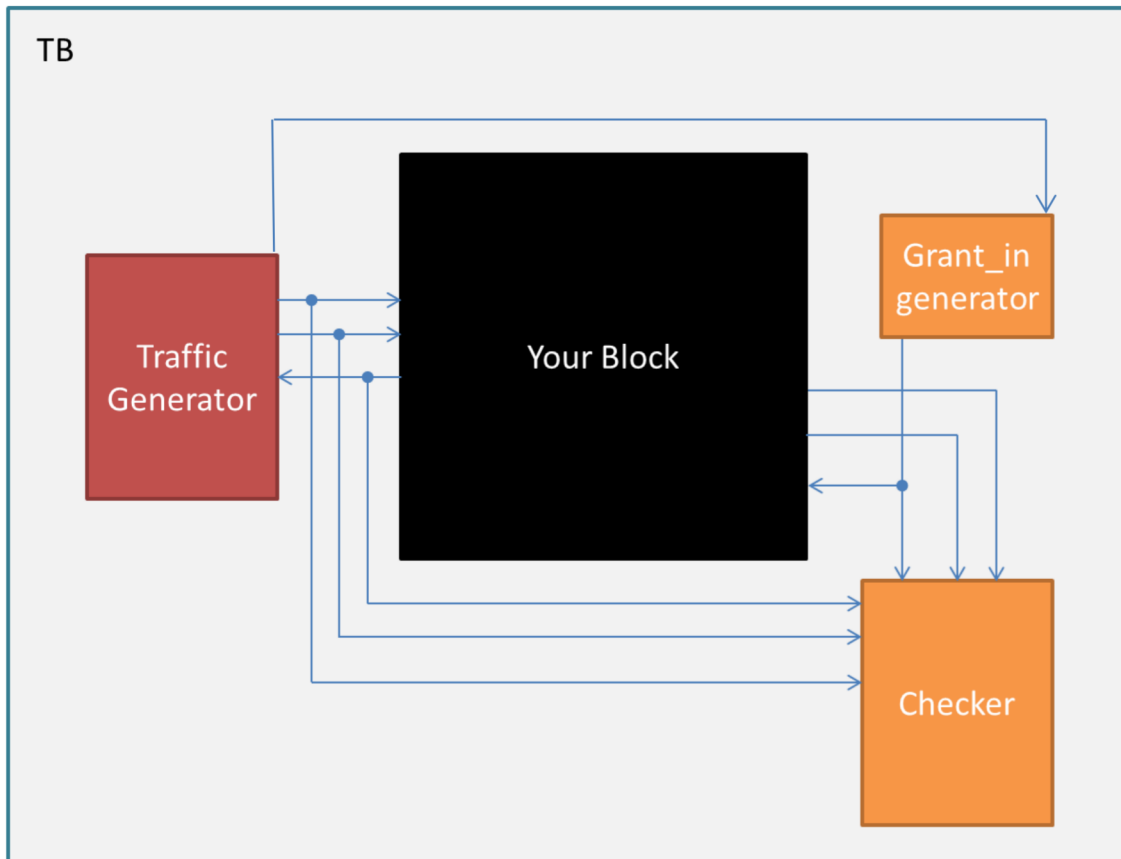 TB
Grant_in
generator
Traffic
Generator
Your Block
Checker